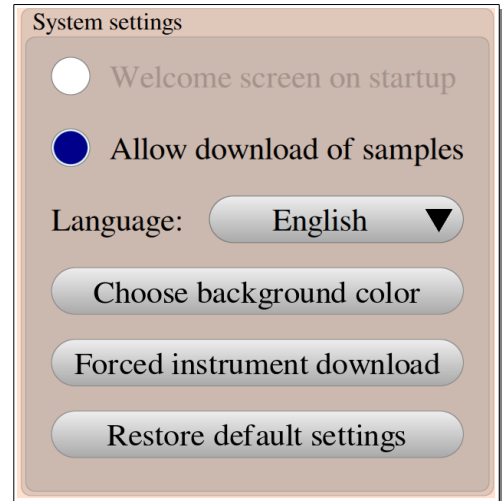 System settings
Welcome screen on startup
Allow download of samples
Language: English
Choose background color
Forced instrument download
Restore default settings